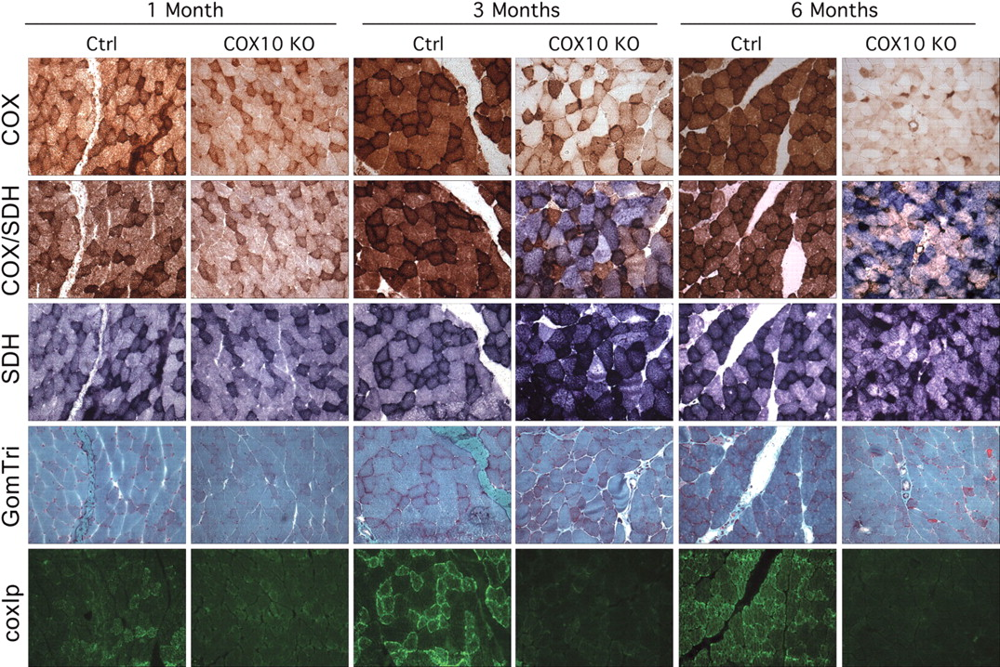 1 Month 3 Months 6 Months
Ctrl COX10 KO Ctrl COX10 KO Ctrl COX10 KO
COX
COX/SDH
SDH
GomTri
coxIp